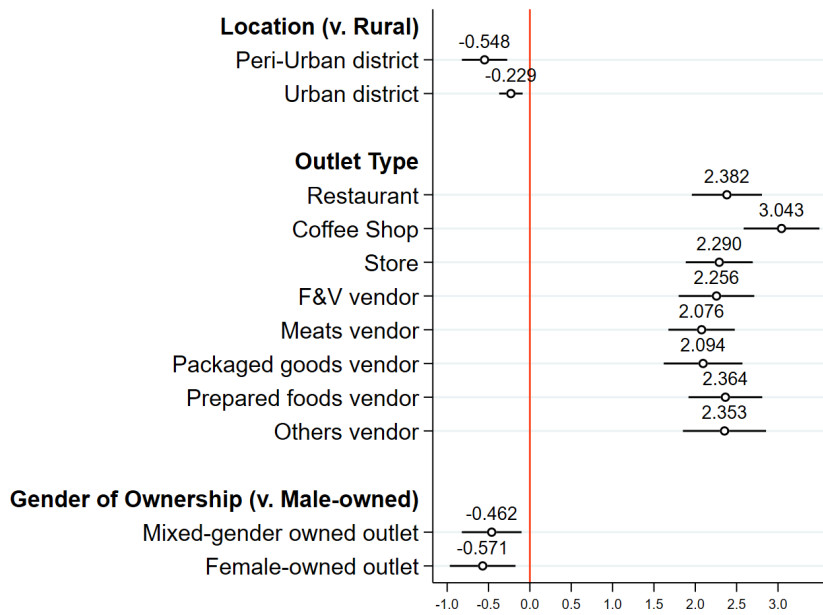 Location (v. Rural)
-0.548
Peri-Urban district
-0.229
Urban district
Outlet Type
2.382
Restaurant
3.043
Coffee Shop
2.290
Store
2.256
F&V vendor
2.076
Meats vendor
2.094
Packaged goods vendor
2.364
Prepared foods vendor
2.353
Others vendor
Gender of Ownership (v. Male-owned)
-0.462
Mixed-gender owned outlet
-0.571
Female-owned outlet
-1.0 -0.5 0.0 0.5 1.0 1.5 2.0 2.5 3.0